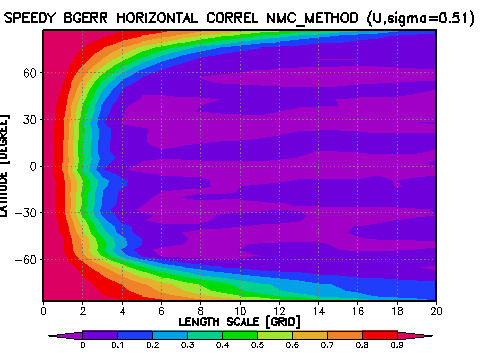 SPEEDY BGERR HORIZONTAL CORREL NMC_METHOD (U,sigma=0.51)
60
30
0
−30
−60
LATITUDE [DEGREE]
0 2 4 6 8 10 12 14 16 18 20
LENGTH SCALE [GRID]
0 0.1 0.2 0.3 0.4 0.5 0.6 0.7 0.8 0.9